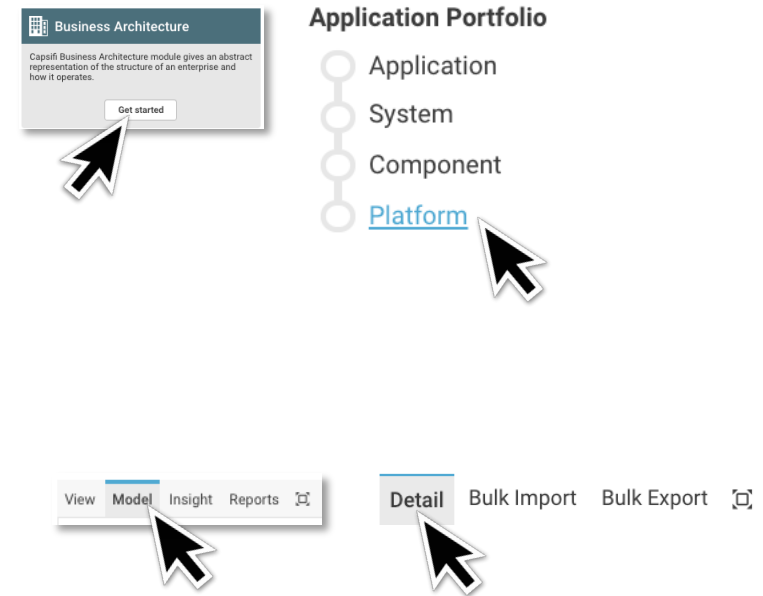 Business Architecture
Capsifi Business Architecture module gives an abstract
representation of the structure of an enterprise and
how it operates.
Get started
Application Portfolio
Application
System
Component
Platform
View Model Insight Reports
Detail Bulk Import Bulk Export